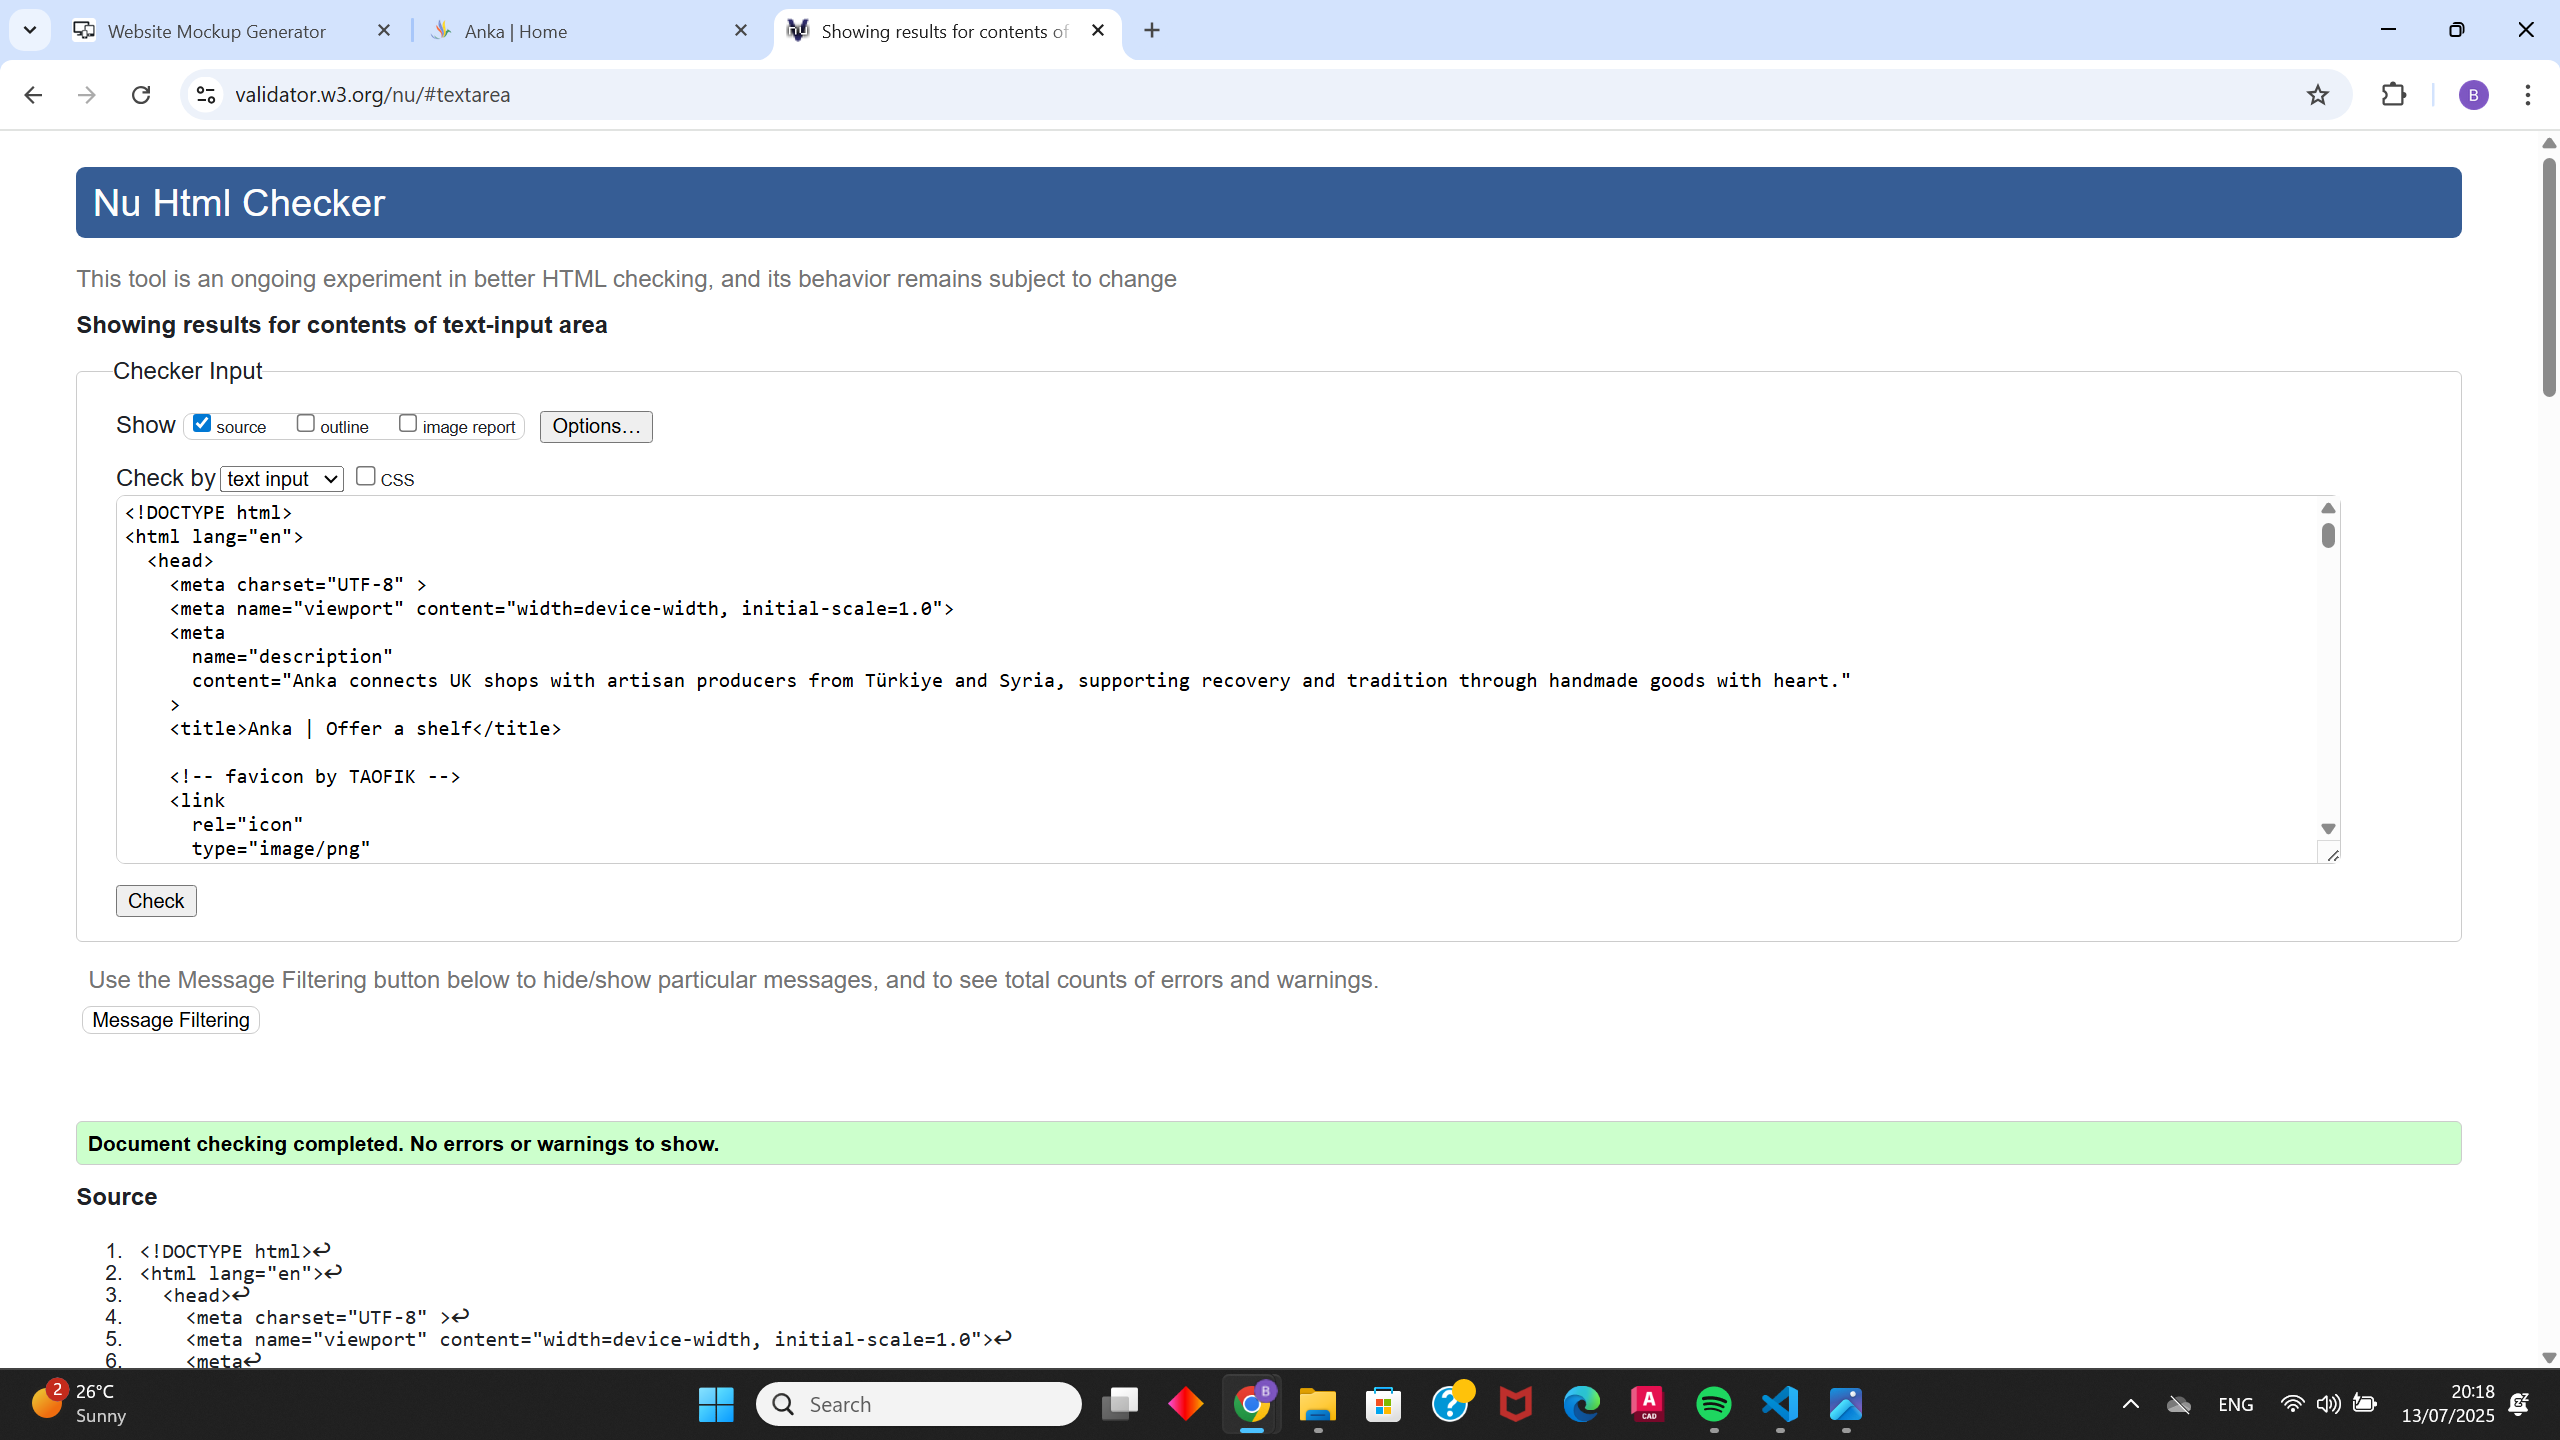 Website Mockup Generator
Anka | Home
Showing results for contents of
validator.w3.org/nu/#textarea
B
Nu Html Checker
This tool is an ongoing experiment in better HTML checking, and its behavior remains subject to change
Showing results for contents of text-input area
Checker Input
Show source outline image report Options...
Check by text input CSS
<!DOCTYPE html>
<html lang="en">
<head>
<meta charset="UTF-8" >
<meta name="viewport" content="width=device-width, initial-scale=1.0">
<meta
name="description"
content="Anka connects UK shops with artisan producers from Türkiye and Syria, supporting recovery and tradition through handmade goods with heart."
>
<title>Anka | Offer a shelf</title>
<!-- favicon by TAOFIK -->
<link
rel="icon"
type="image/png"
Check
Use the Message Filtering button below to hide/show particular messages, and to see total counts of errors and warnings.
Message Filtering
Document checking completed. No errors or warnings to show.
Source
1. <!DOCTYPE html>↩
2. <html lang="en">↩
3. <head>↩
4. <meta charset="UTF-8" >↩
5. <meta name="viewport" content="width=device-width, initial-scale=1.0">↩
6. <meta↩
2
26°C
Sunny
Search
B
A
CAD
ENG
20:18
13/07/2025